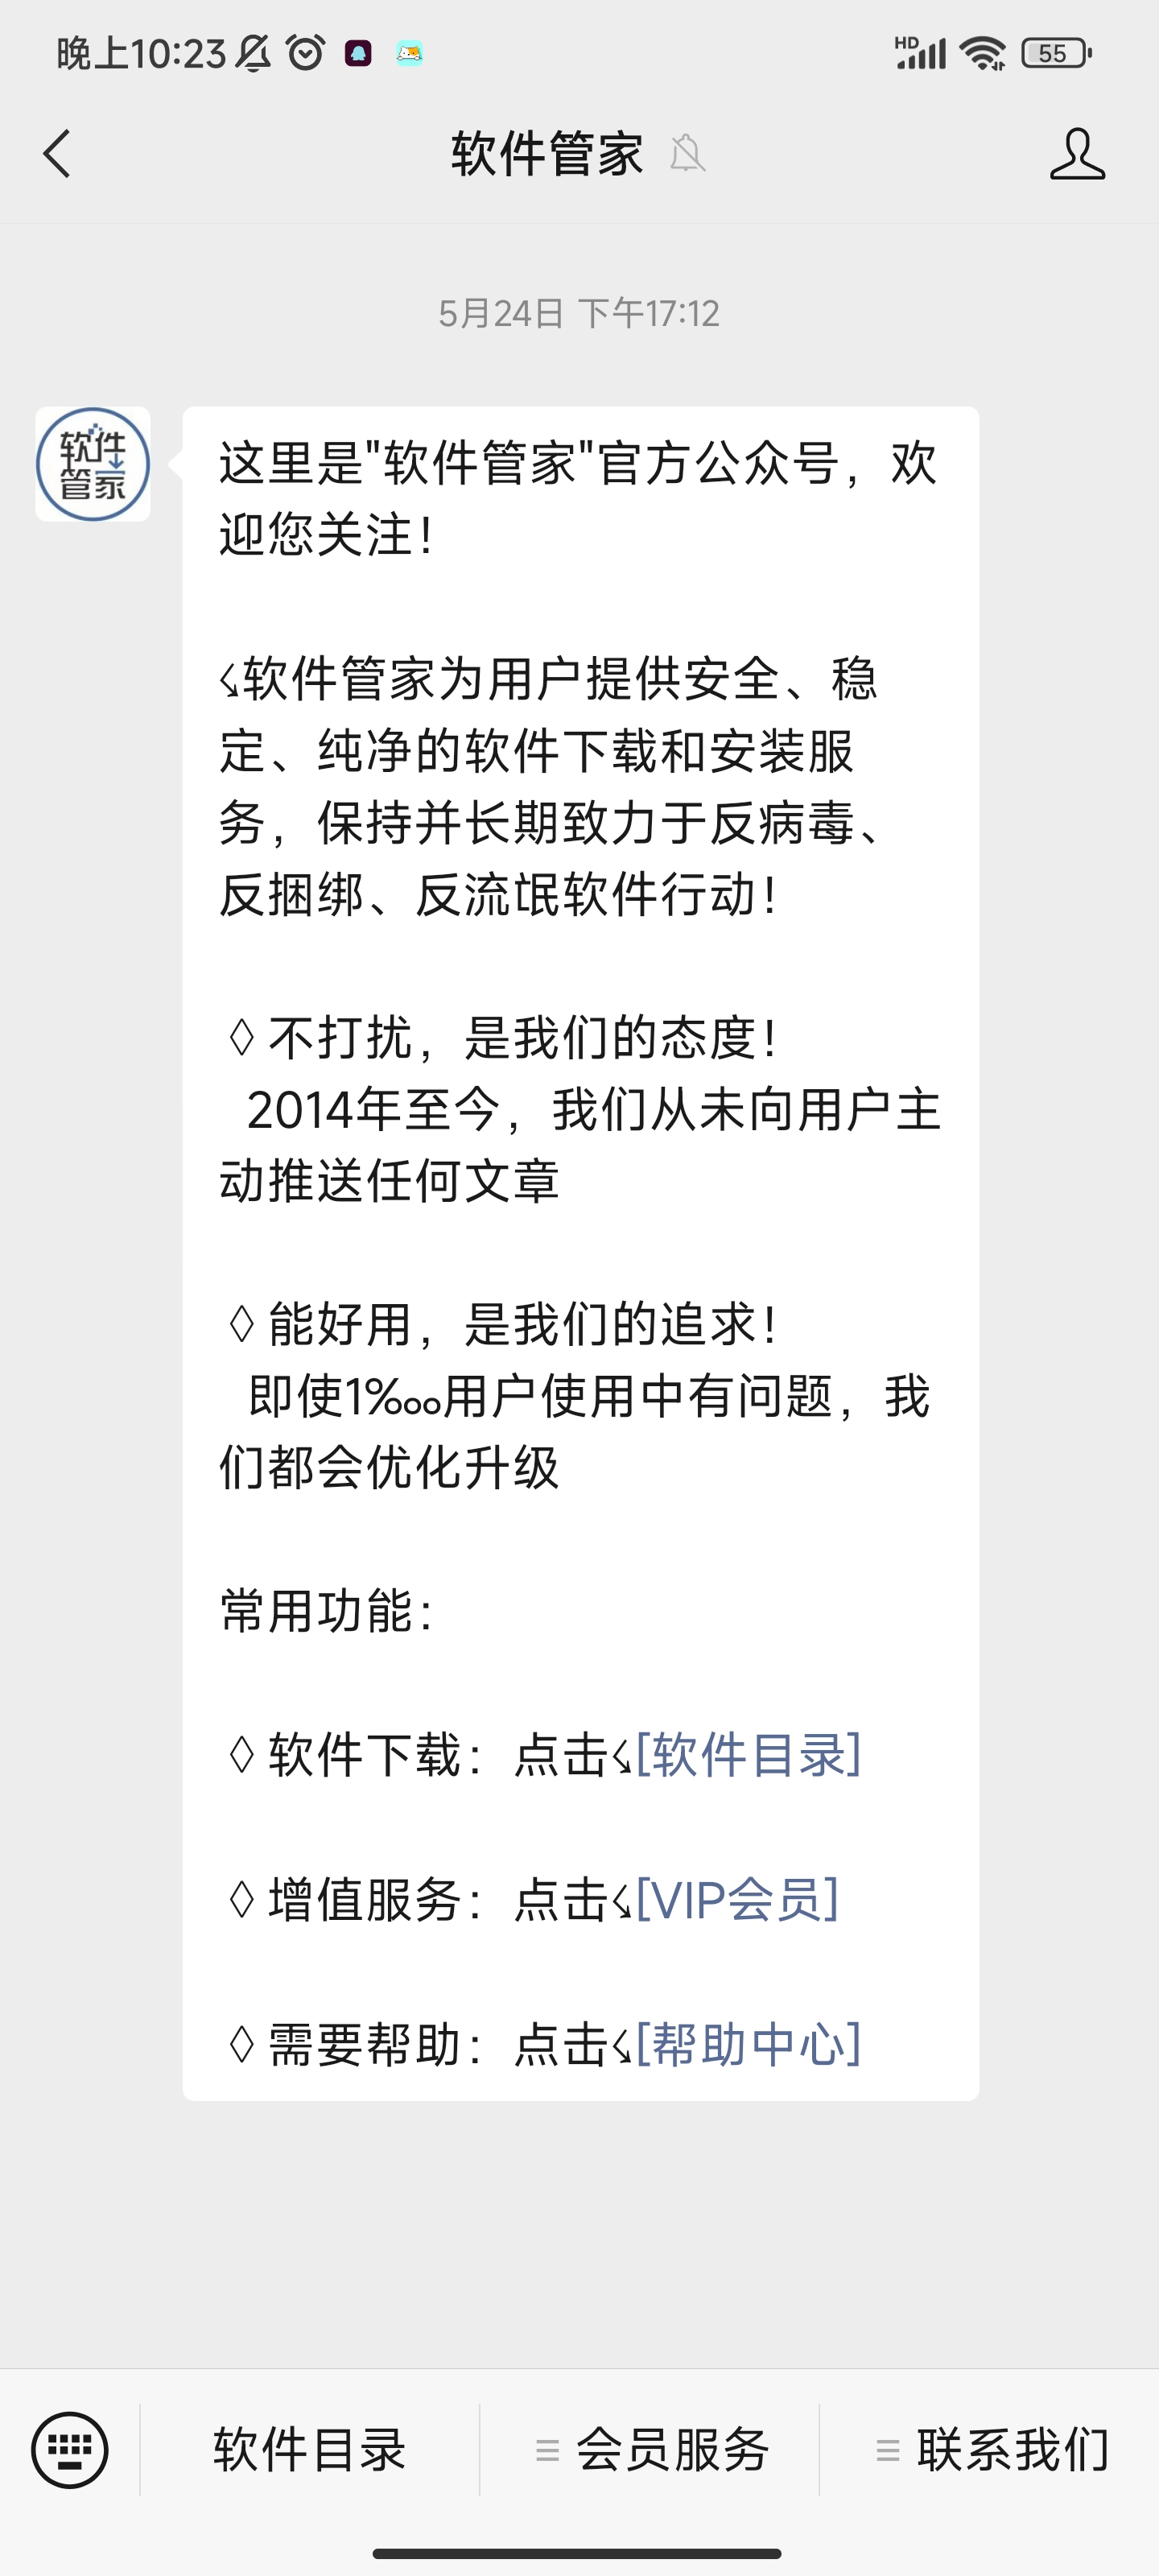 晚上10:23
HD
55
软件管家
5月24日 下午17:12
软件
管家
这里是"软件管家"官方公众号，欢
迎您关注！
⤹软件管家为用户提供安全、稳
定、纯净的软件下载和安装服
务，保持并长期致力于反病毒、
反捆绑、反流氓软件行动！
◊ 不打扰，是我们的态度！
2014年至今，我们从未向用户主
动推送任何文章
◊ 能好用，是我们的追求！
即使1%₀₀用户使用中有问题，我
们都会优化升级
常用功能：
◊ 软件下载：点击⤹[软件目录]
◊ 增值服务：点击⤹[VIP会员]
◊ 需要帮助：点击⤹[帮助中心]
软件目录
会员服务
联系我们